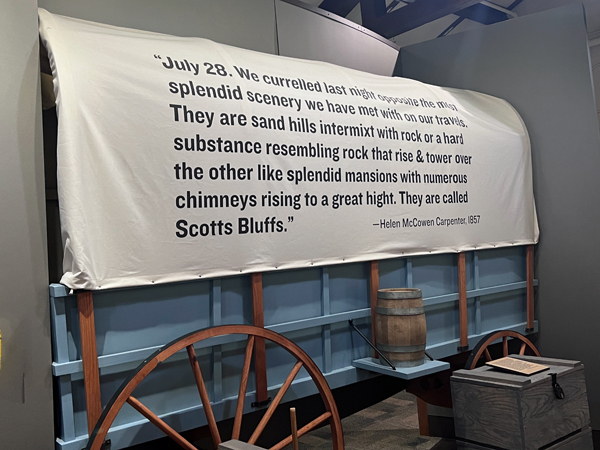 “July 28. We currelled last night opposite the most
splendid scenery we have met with on our travels.
They are sand hills intermixt with rock or a hard
substance resembling rock that rise & tower over
the other like splendid mansions with numerous
chimneys rising to a great hight. They are called
Scotts Bluffs.”
—Helen McCowen Carpenter, 1857